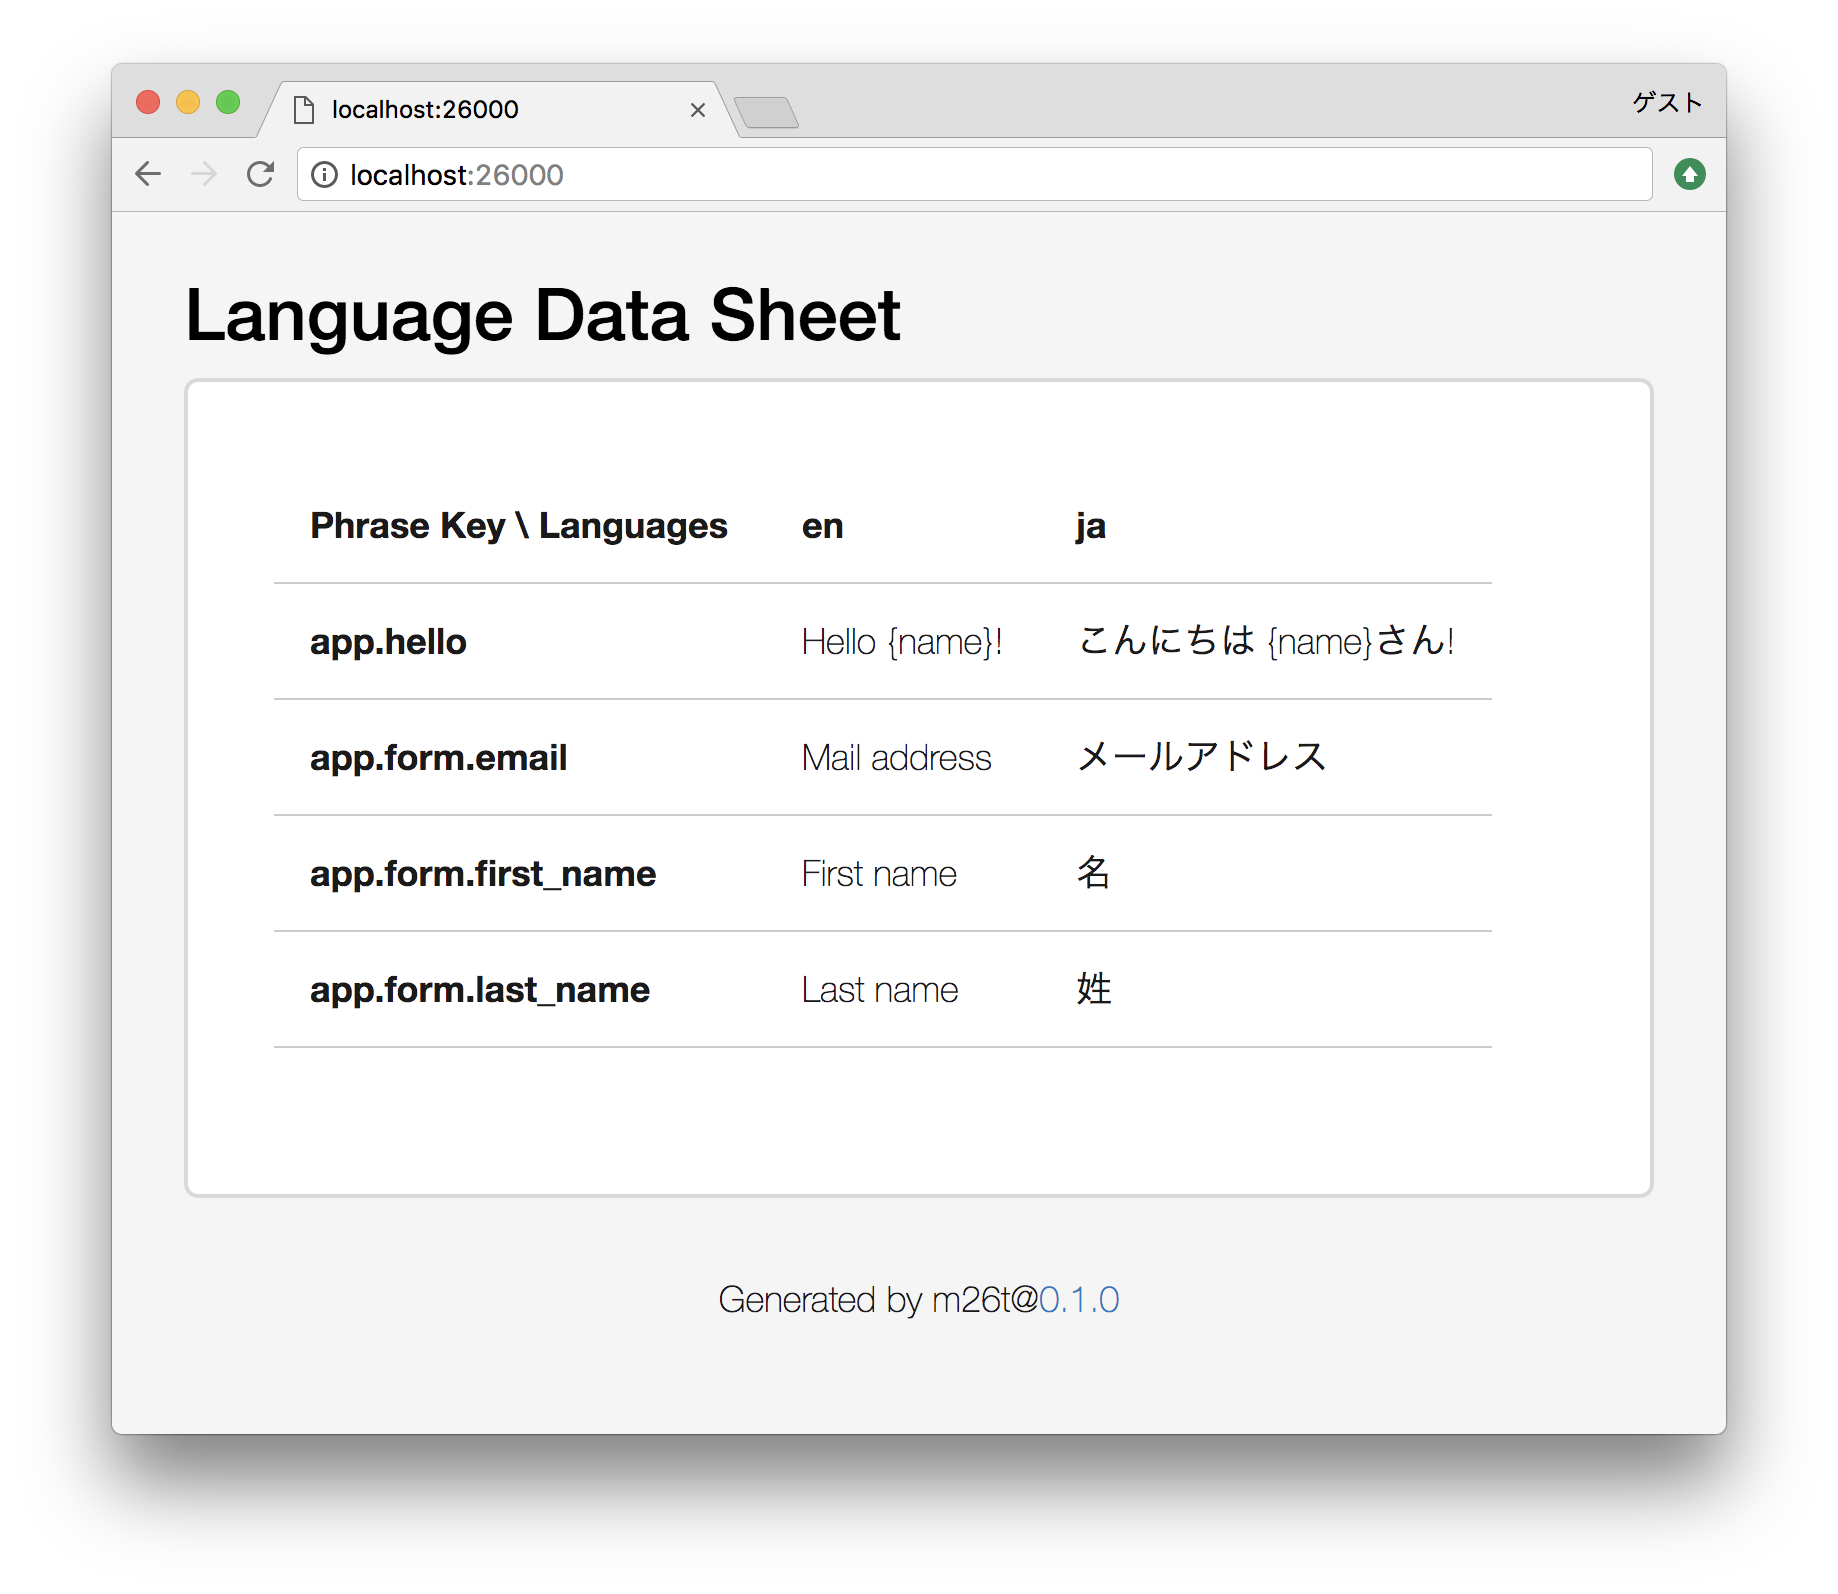 localhost:26000
ゲスト
localhost:26000
Language Data Sheet
Phrase Key \ Languages en ja
app.hello Hello {name}! こんにちは {name}さん!
app.form.email Mail address メールアドレス
app.form.first_name First name 名
app.form.last_name Last name 姓
Generated by m26t@0.1.0